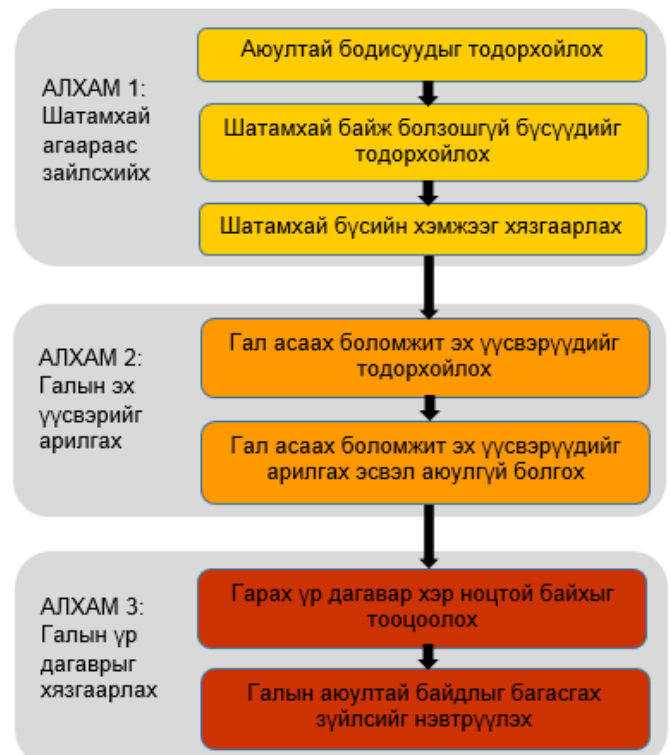 АЛХАМ 1:
Шатамхай
агаараас
зайлсхийх
Аюултай бодисуудыг тодорхойлох
Шатамхай байж болзошгүй бүсүүдийг
тодорхойлох
Шатамхай бүсийн хэмжээг хязгаарлах
АЛХАМ 2:
Галын эх
үүсвэрийг
арилгах
Гал асаах боломжит эх үүсвэрүүдийг
тодорхойлох
Гал асаах боломжит эх үүсвэрүүдийг
арилгах эсвэл аюулгүй болгох
АЛХАМ 3:
Галын үр
дагаврыг
хязгаарлах
Гарах үр дагавар хэр ноцтой байхыг
тооцоолох
Галын аюултай байдлыг багасгах
зүйлсийг нэвтрүүлэх